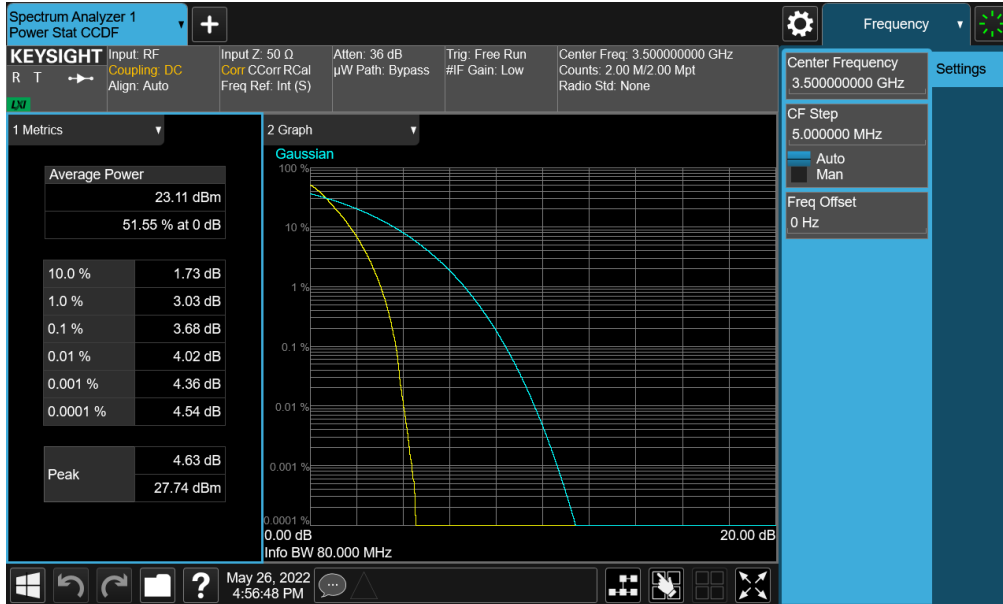 Spectrum Analyzer 1
Power Stat CCDF
Frequency
KEYSIGHT
R T
LXI
Input: RF
Coupling: DC
Align: Auto
Input Z: 50 Ω
Corr CCorr RCal
Freq Ref: Int (S)
Atten: 36 dB
µW Path: Bypass
Trig: Free Run
#IF Gain: Low
Center Freq: 3.500000000 GHz
Counts: 2.00 M/2.00 Mpt
Radio Std: None
Center Frequency
3.500000000 GHz
Settings
CF Step
5.000000 MHz
Auto
Man
Freq Offset
0 Hz
1 Metrics
Average Power
23.11 dBm
51.55 % at 0 dB
10.0 % 1.73 dB
1.0 % 3.03 dB
0.1 % 3.68 dB
0.01 % 4.02 dB
0.001 % 4.36 dB
0.0001 % 4.54 dB
Peak
4.63 dB
27.74 dBm
2 Graph
Gaussian
100 %
10 %
1 %
0.1 %
0.01 %
0.001 %
0.0001 %
0.00 dB 20.00 dB
Info BW 80.000 MHz
?
May 26, 2022
4:56:48 PM